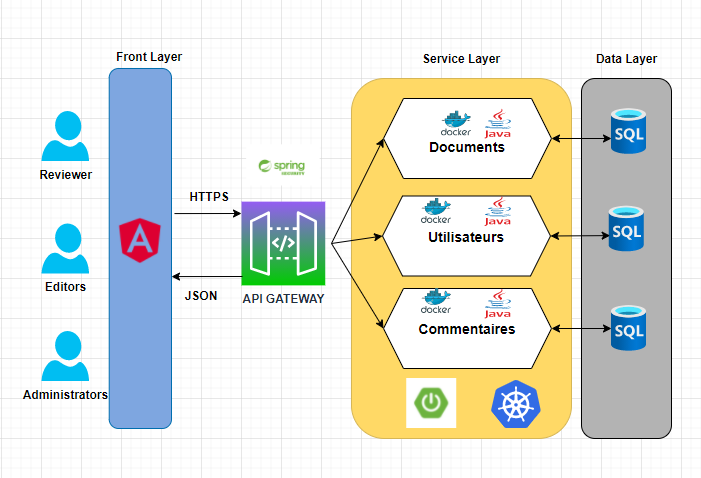 Front Layer
Service Layer
Data Layer
Reviewer
Editors
Administrators
A
HTTPS
JSON
spring
</>
API GATEWAY
docker
Java
Documents
docker
Java
Utilisateurs
docker
Java
Commentaires
SQL
SQL
SQL